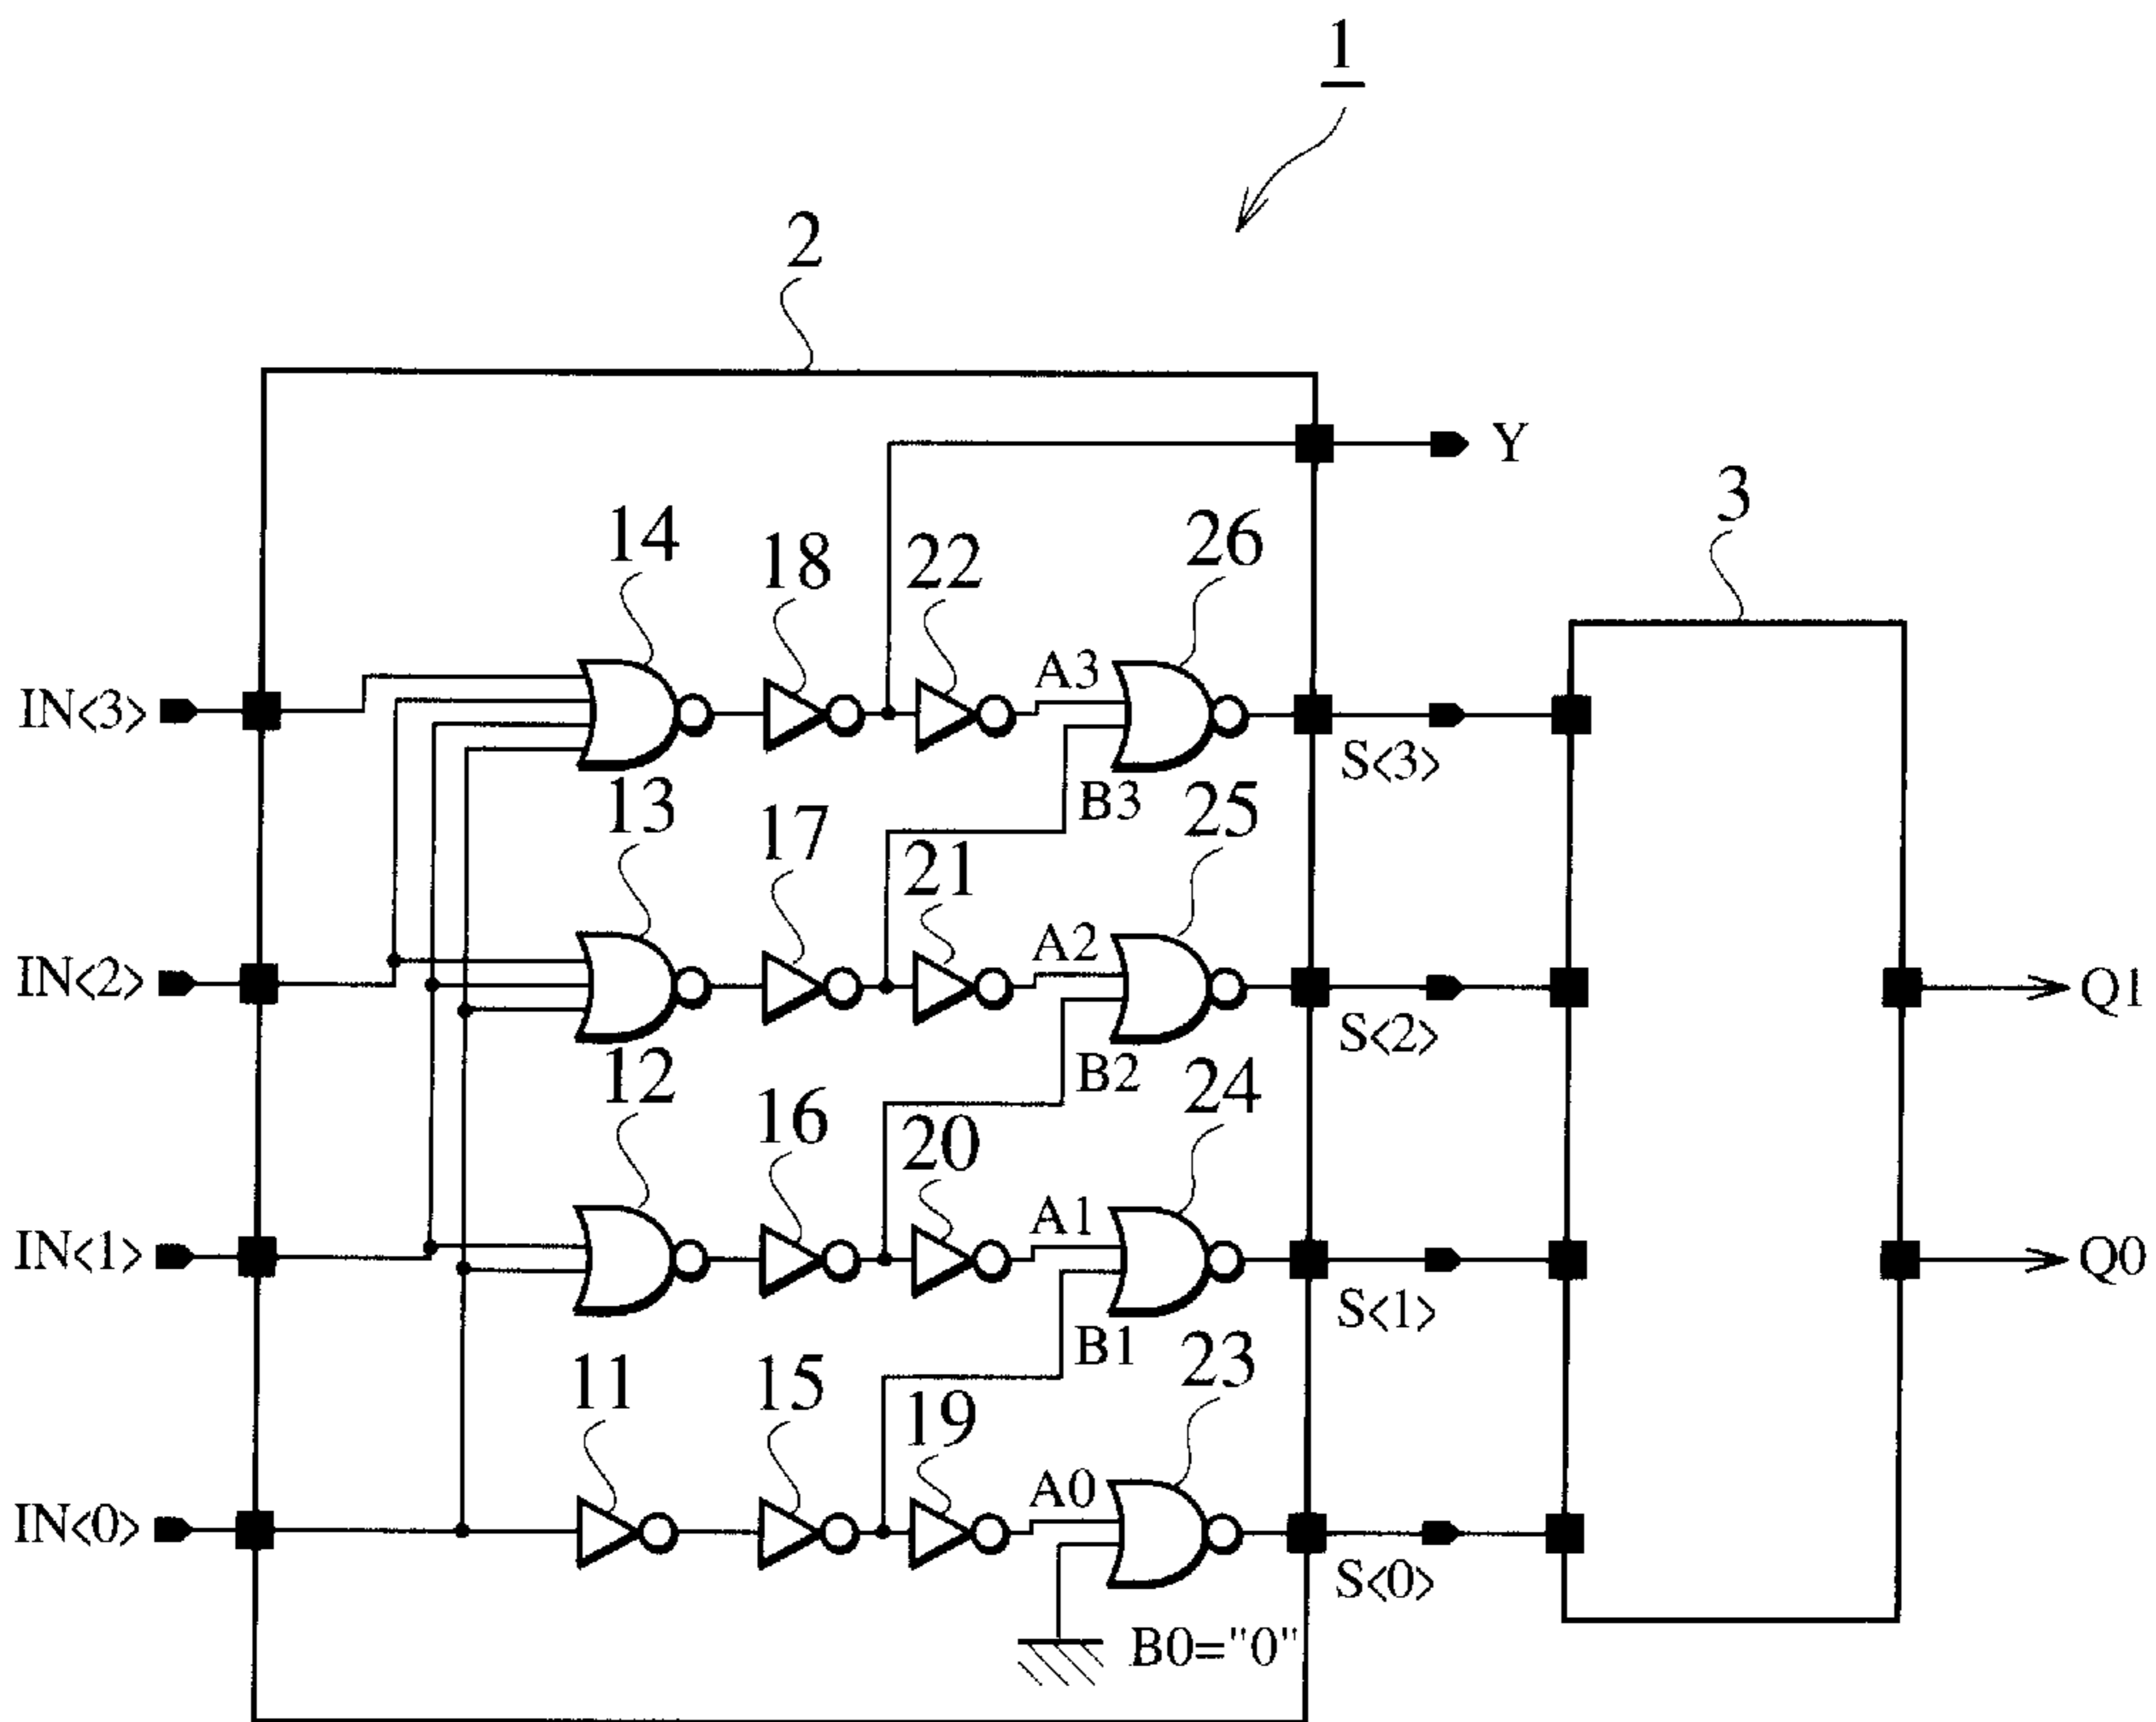 1
2
Y
3
14
18
22
26
A3
IN<3>
S<3>
B3
13
17
21
25
A2
IN<2>
S<2>
Q1
B2
12
16
20
24
A1
IN<1>
S<1>
Q0
B1
11
15
19
23
A0
IN<0>
S<0>
B0="0"